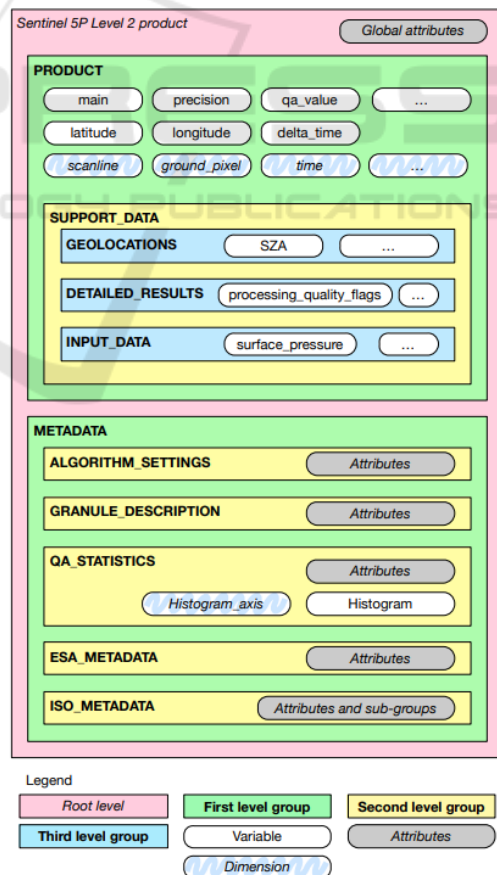 Sentinel 5P Level 2 product
Global attributes
PRODUCT
main precision qa_value ...
latitude longitude delta_time
scanline ground_pixel time ...
SUPPORT_DATA
GEOLOCATIONS SZA ...
DETAILED_RESULTS processing_quality_flags ...
INPUT_DATA surface_pressure ...
METADATA
ALGORITHM_SETTINGS Attributes
GRANULE_DESCRIPTION Attributes
QA_STATISTICS
Attributes
Histogram_axis Histogram
ESA_METADATA Attributes
ISO_METADATA Attributes and sub-groups
Legend
Root level First level group Second level group
Third level group Variable Attributes
Dimension